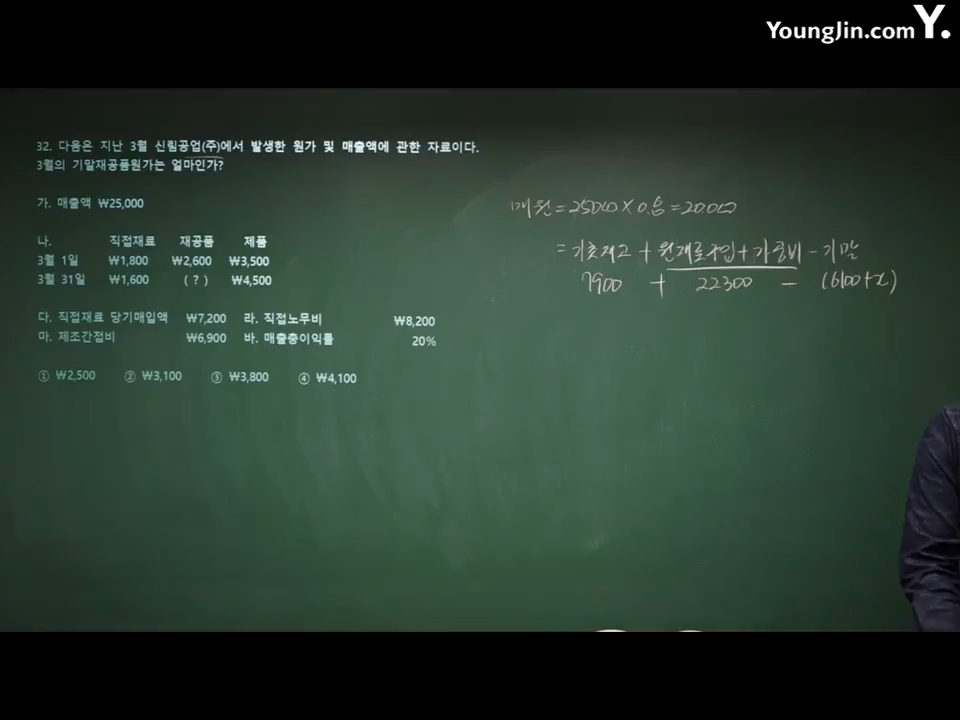 YoungJin.com Y.
32. 다음은 지난 3월 신림공업(주)에서 발생한 원가 및 매출액에 관한 자료이다.
3월의 기말재공품원가는 얼마인가?
가. 매출액 ₩25,000
나. 직접재료 재공품 제품
3월 1일 ₩1,800 ₩2,600 ₩3,500
3월 31일 ₩1,600 ( ? ) ₩4,500
다. 직접재료 당기매입액 ₩7,200 라. 직접노무비 ₩8,200
마. 제조간접비 ₩6,900 바. 매출총이익률 20%
① ₩2,500 ② ₩3,100 ③ ₩3,800 ④ ₩4,100
매원 = 25000 × 0.8 = 20.000
= 기초재고 + 원재료구입 + 가공비 - 기말
7900 + 22300 - (6100+x)